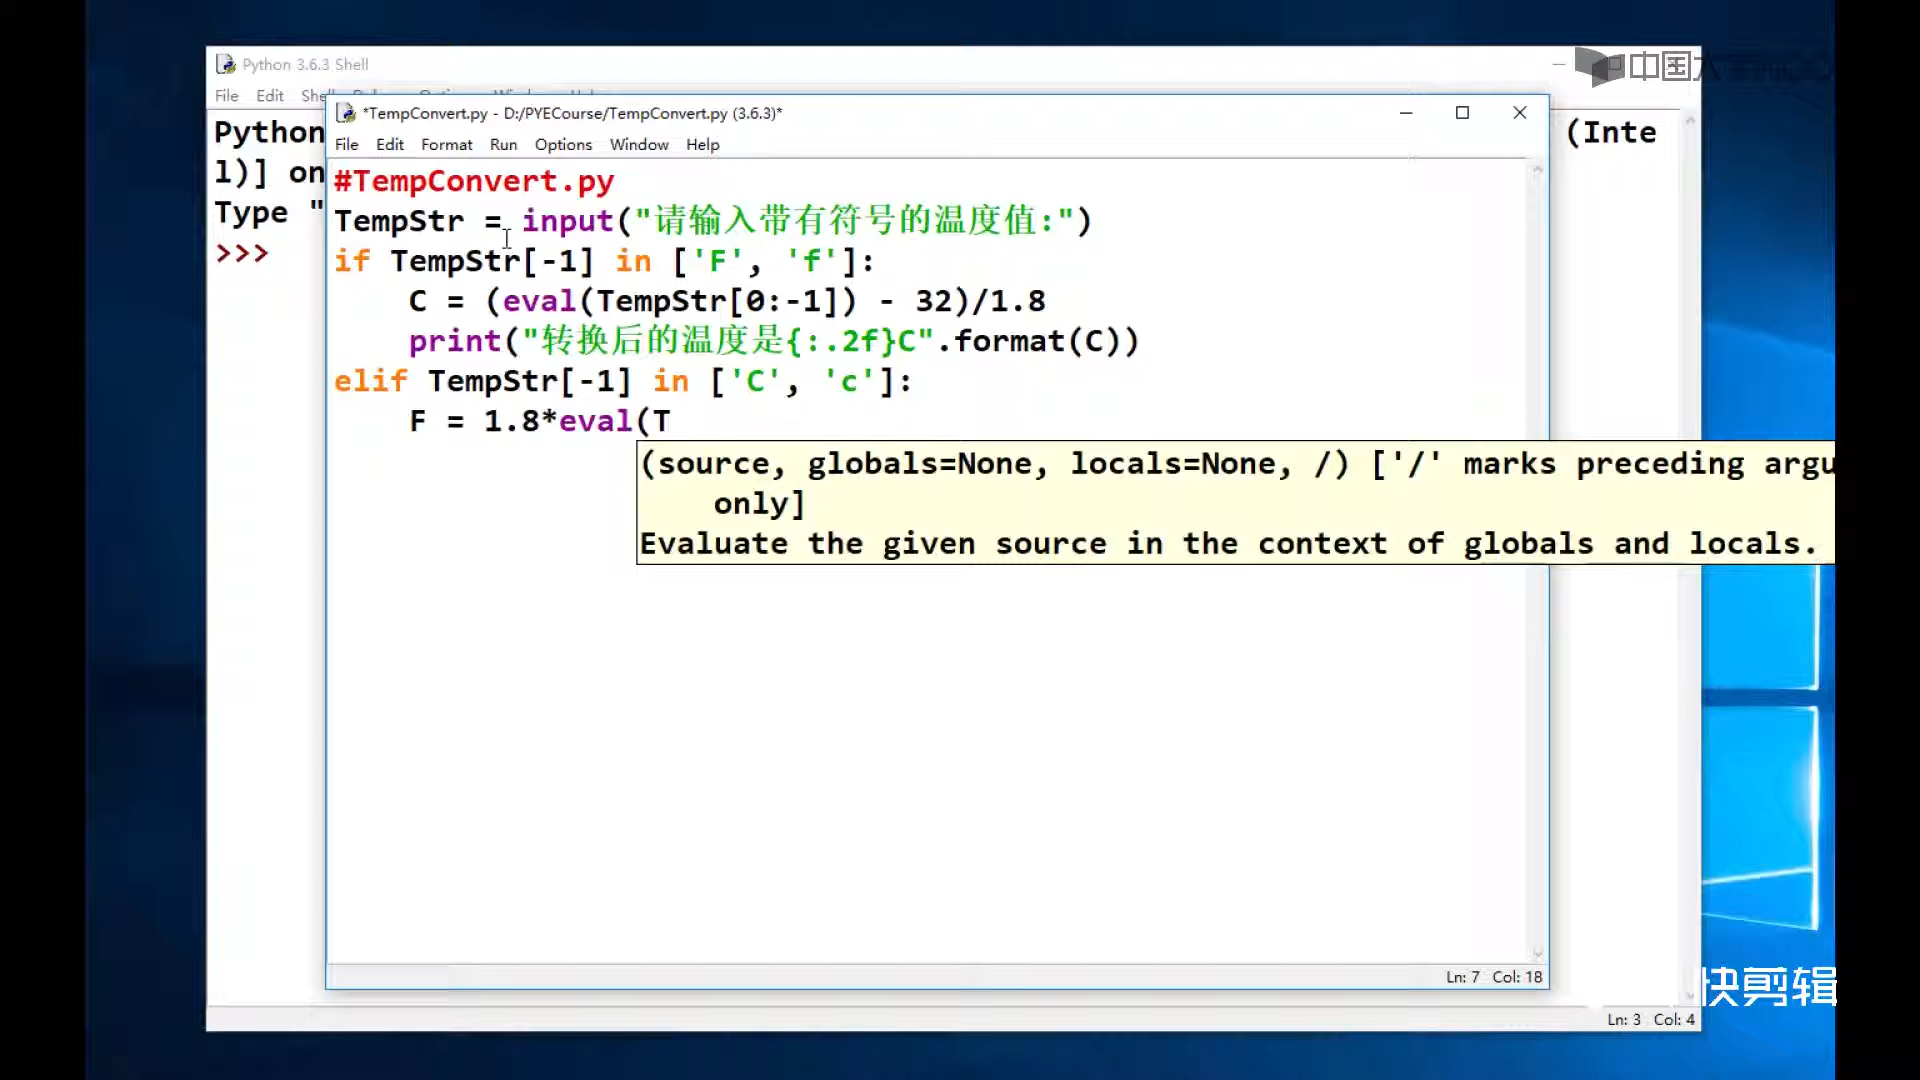 Python 3.6.3 Shell
中国大
File Edit Shell
*TempConvert.py - D:/PYECourse/TempConvert.py (3.6.3)*
File Edit Format Run Options Window Help
Python
(Inte
l)] on
Type "
>>>
#TempConvert.py
TempStr = input("请输入带有符号的温度值:")
if TempStr[-1] in ['F', 'f']:
    C = (eval(TempStr[0:-1]) - 32)/1.8
    print("转换后的温度是{:.2f}C".format(C))
elif TempStr[-1] in ['C', 'c']:
    F = 1.8*eval(T
(source, globals=None, locals=None, /) ['/' marks preceding argu
only]
Evaluate the given source in the context of globals and locals.
Ln: 7 Col: 18
快剪辑
Ln: 3 Col: 4